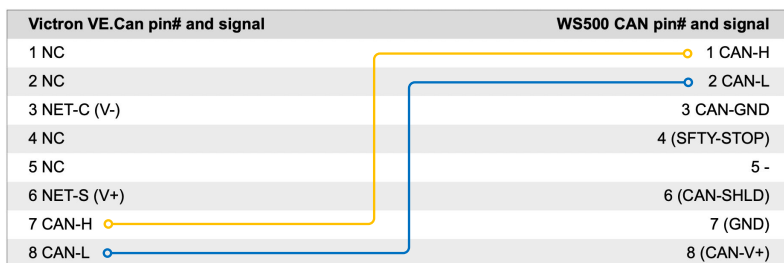 Victron VE.Can pin# and signal WS500 CAN pin# and signal
1 NC 1 CAN-H
2 NC 2 CAN-L
3 NET-C (V-) 3 CAN-GND
4 NC 4 (SFTY-STOP)
5 NC 5 -
6 NET-S (V+) 6 (CAN-SHLD)
7 CAN-H 7 (GND)
8 CAN-L 8 (CAN-V+)